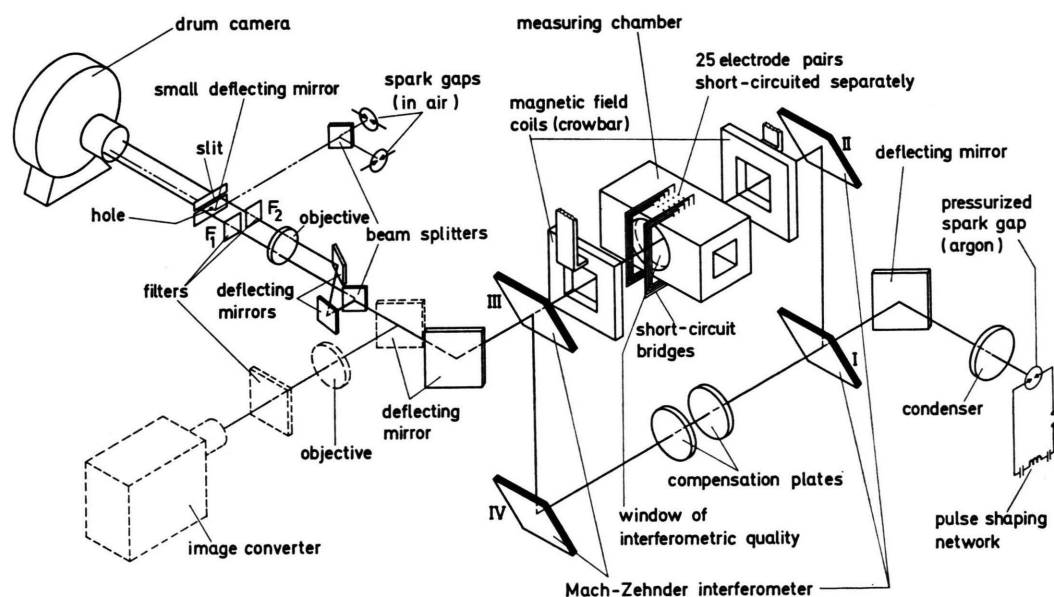 drum camera
small deflecting mirror
slit
hole
spark gaps
(in air)
F1
F2
objective
beam splitters
filters
deflecting
mirrors
measuring chamber
25 electrode pairs
short-circuited separately
magnetic field
coils (crowbar)
II
deflecting mirror
pressurized
spark gap
(argon)
III
short-circuit
bridges
I
condenser
deflecting
mirror
objective
compensation plates
IV
window of
interferometric quality
pulse shaping
network
image converter
Mach-Zehnder interferometer